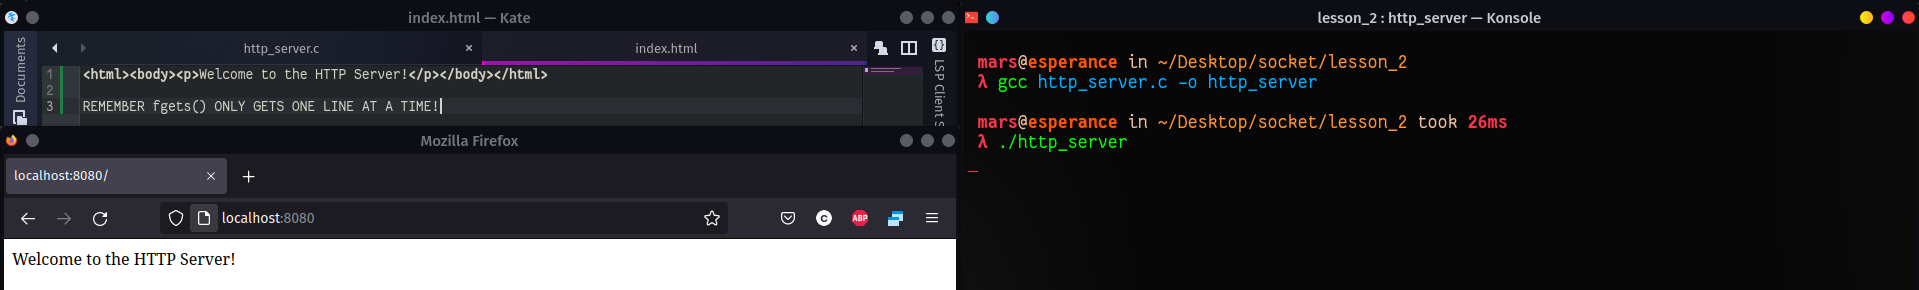 index.html — Kate
Documents
http_server.c
index.html
1 <html><body><p>Welcome to the HTTP Server!</p></body></html>
2
3 REMEMBER fgets() ONLY GETS ONE LINE AT A TIME!
{} LSP Client S
Mozilla Firefox
localhost:8080/
localhost:8080
C
ABP
Welcome to the HTTP Server!
lesson_2 : http_server — Konsole
mars@esperance in ~/Desktop/socket/lesson_2
λ gcc http_server.c -o http_server
mars@esperance in ~/Desktop/socket/lesson_2 took 26ms
λ ./http_server